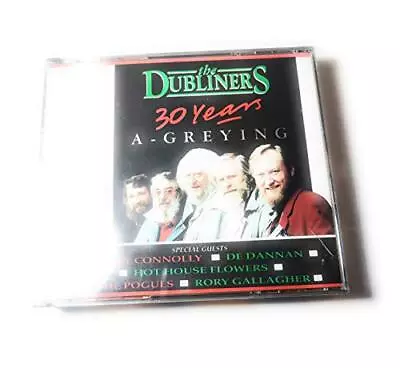 the
DUBLINERS
30 Years
A-GREYING
SPECIAL GUESTS
CONNOLLY ■ DE DANNAN ■
■ HOT HOUSE FLOWERS ■
POGUES ■ RORY GALLAGHER ■